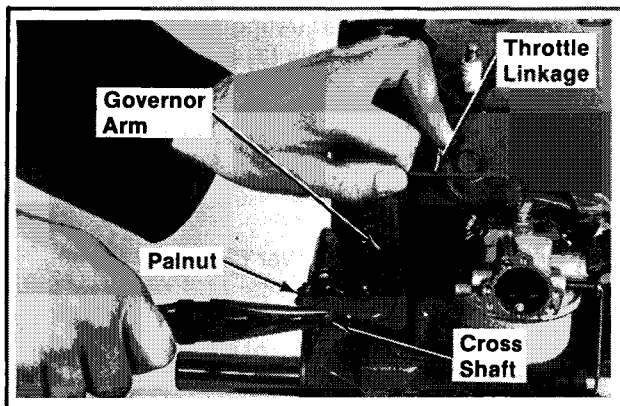 Throttle
Linkage
Governor
Arm
Palnut
Cross
Shaft